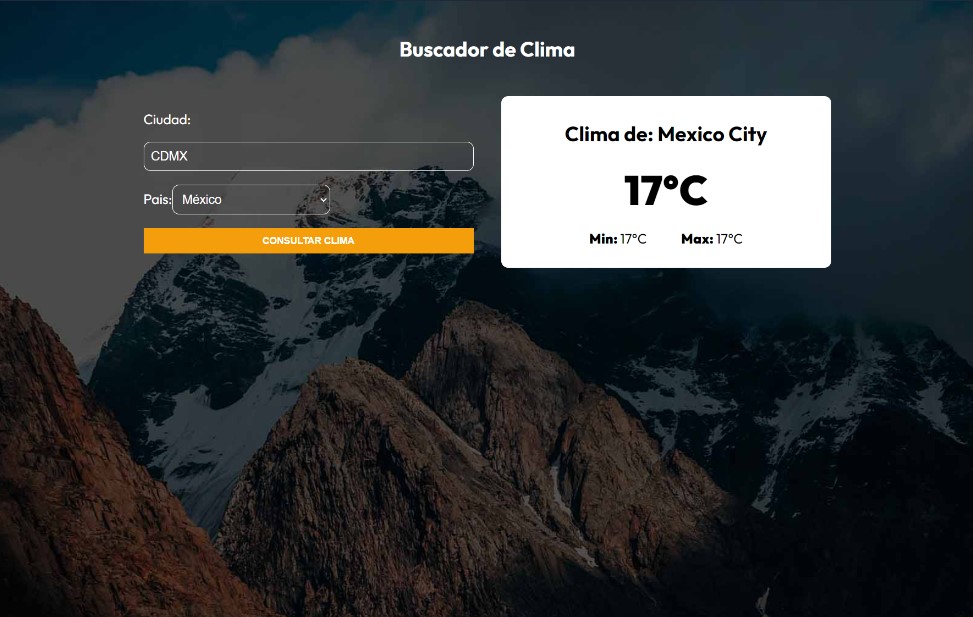 Buscador de Clima
Ciudad:
CDMX
Pais: México
CONSULTAR CLIMA
Clima de: Mexico City
17°C
Min: 17°C Max: 17°C